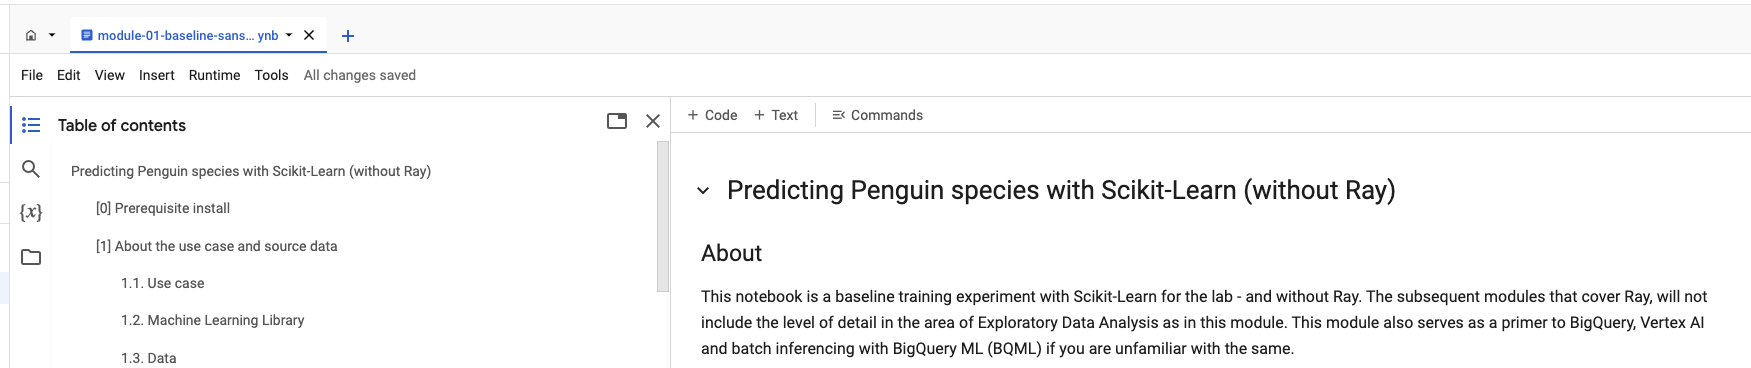 module-01-baseline-sans... ynb
File Edit View Insert Runtime Tools All changes saved
Table of contents
+ Code + Text Commands
Predicting Penguin species with Scikit-Learn (without Ray)
[0] Prerequisite install
[1] About the use case and source data
1.1. Use case
1.2. Machine Learning Library
1.3. Data
{x}
Predicting Penguin species with Scikit-Learn (without Ray)
About
This notebook is a baseline training experiment with Scikit-Learn for the lab - and without Ray. The subsequent modules that cover Ray, will not
include the level of detail in the area of Exploratory Data Analysis as in this module. This module also serves as a primer to BigQuery, Vertex AI
and batch inferencing with BigQuery ML (BQML) if you are unfamiliar with the same.